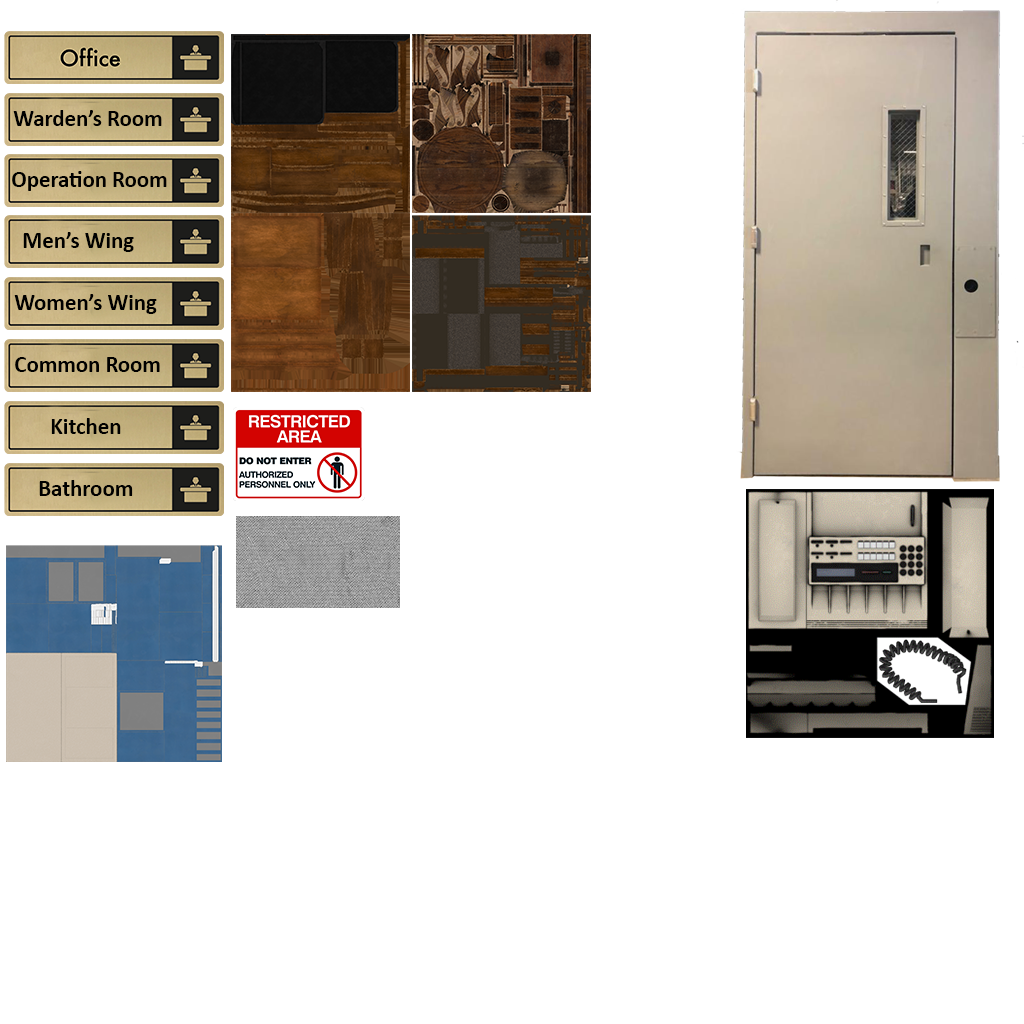 Office
Warden's Room
Operation Room
Men's Wing
Women's Wing
Common Room
Kitchen
Bathroom
RESTRICTED
AREA
DO NOT ENTER
AUTHORIZED
PERSONNEL ONLY